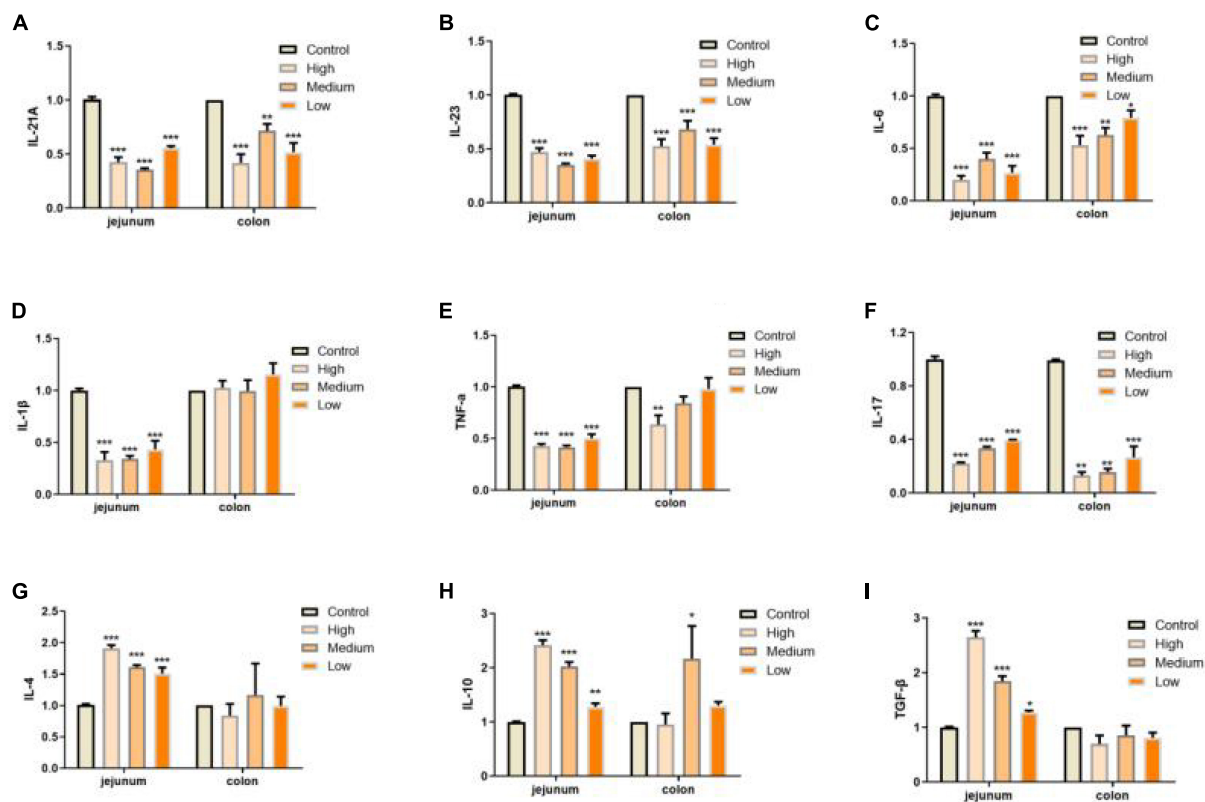 A
IL-21A
1.5
1.0
0.5
0.0
*** *** ***
*** ** ***
jejunum colon
Control
High
Medium
Low
B
IL-23
1.5
1.0
0.5
0.0
*** *** ***
*** *** ***
jejunum colon
Control
High
Medium
Low
C
IL-6
1.5
1.0
0.5
0.0
*** *** ***
*** ** *
jejunum colon
Control
High
Medium
Low
D
IL-1β
1.5
1.0
0.5
0.0
*** *** ***
jejunum colon
Control
High
Medium
Low
E
TNF-a
1.5
1.0
0.5
0.0
*** *** ***
**
jejunum colon
Control
High
Medium
Low
F
IL-17
1.2
0.8
0.4
0.0
*** *** ***
** ** ***
jejunum colon
Control
High
Medium
Low
G
IL-4
2.5
2.0
1.5
1.0
0.5
0.0
*** *** ***
jejunum colon
Control
High
Medium
Low
H
IL-10
3
2
1
0
*** *** **
*
jejunum colon
Control
High
Medium
Low
I
TGF-β
3
2
1
0
*** *** *
jejunum colon
Control
High
Medium
Low